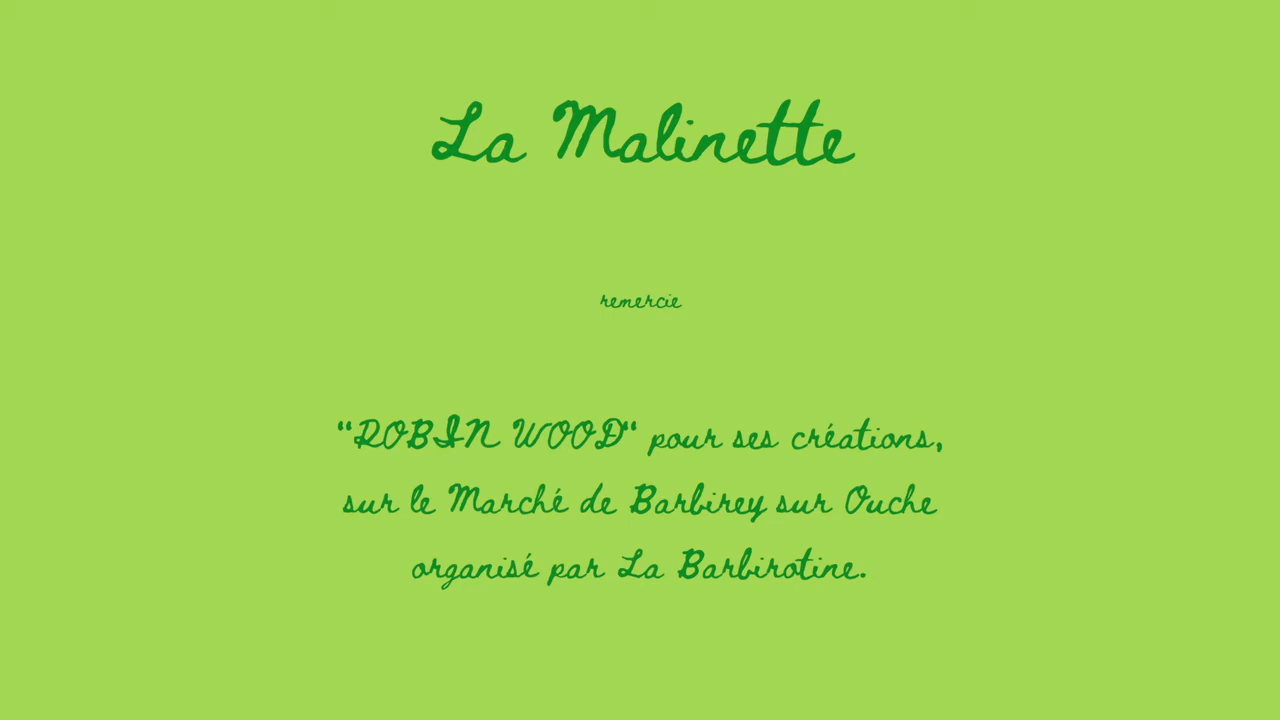 La Malinette
remercie
"ROBIN WOOD" pour ses créations,
sur le Marché de Barbirey sur Ouche
organisé par La Barbirotine.